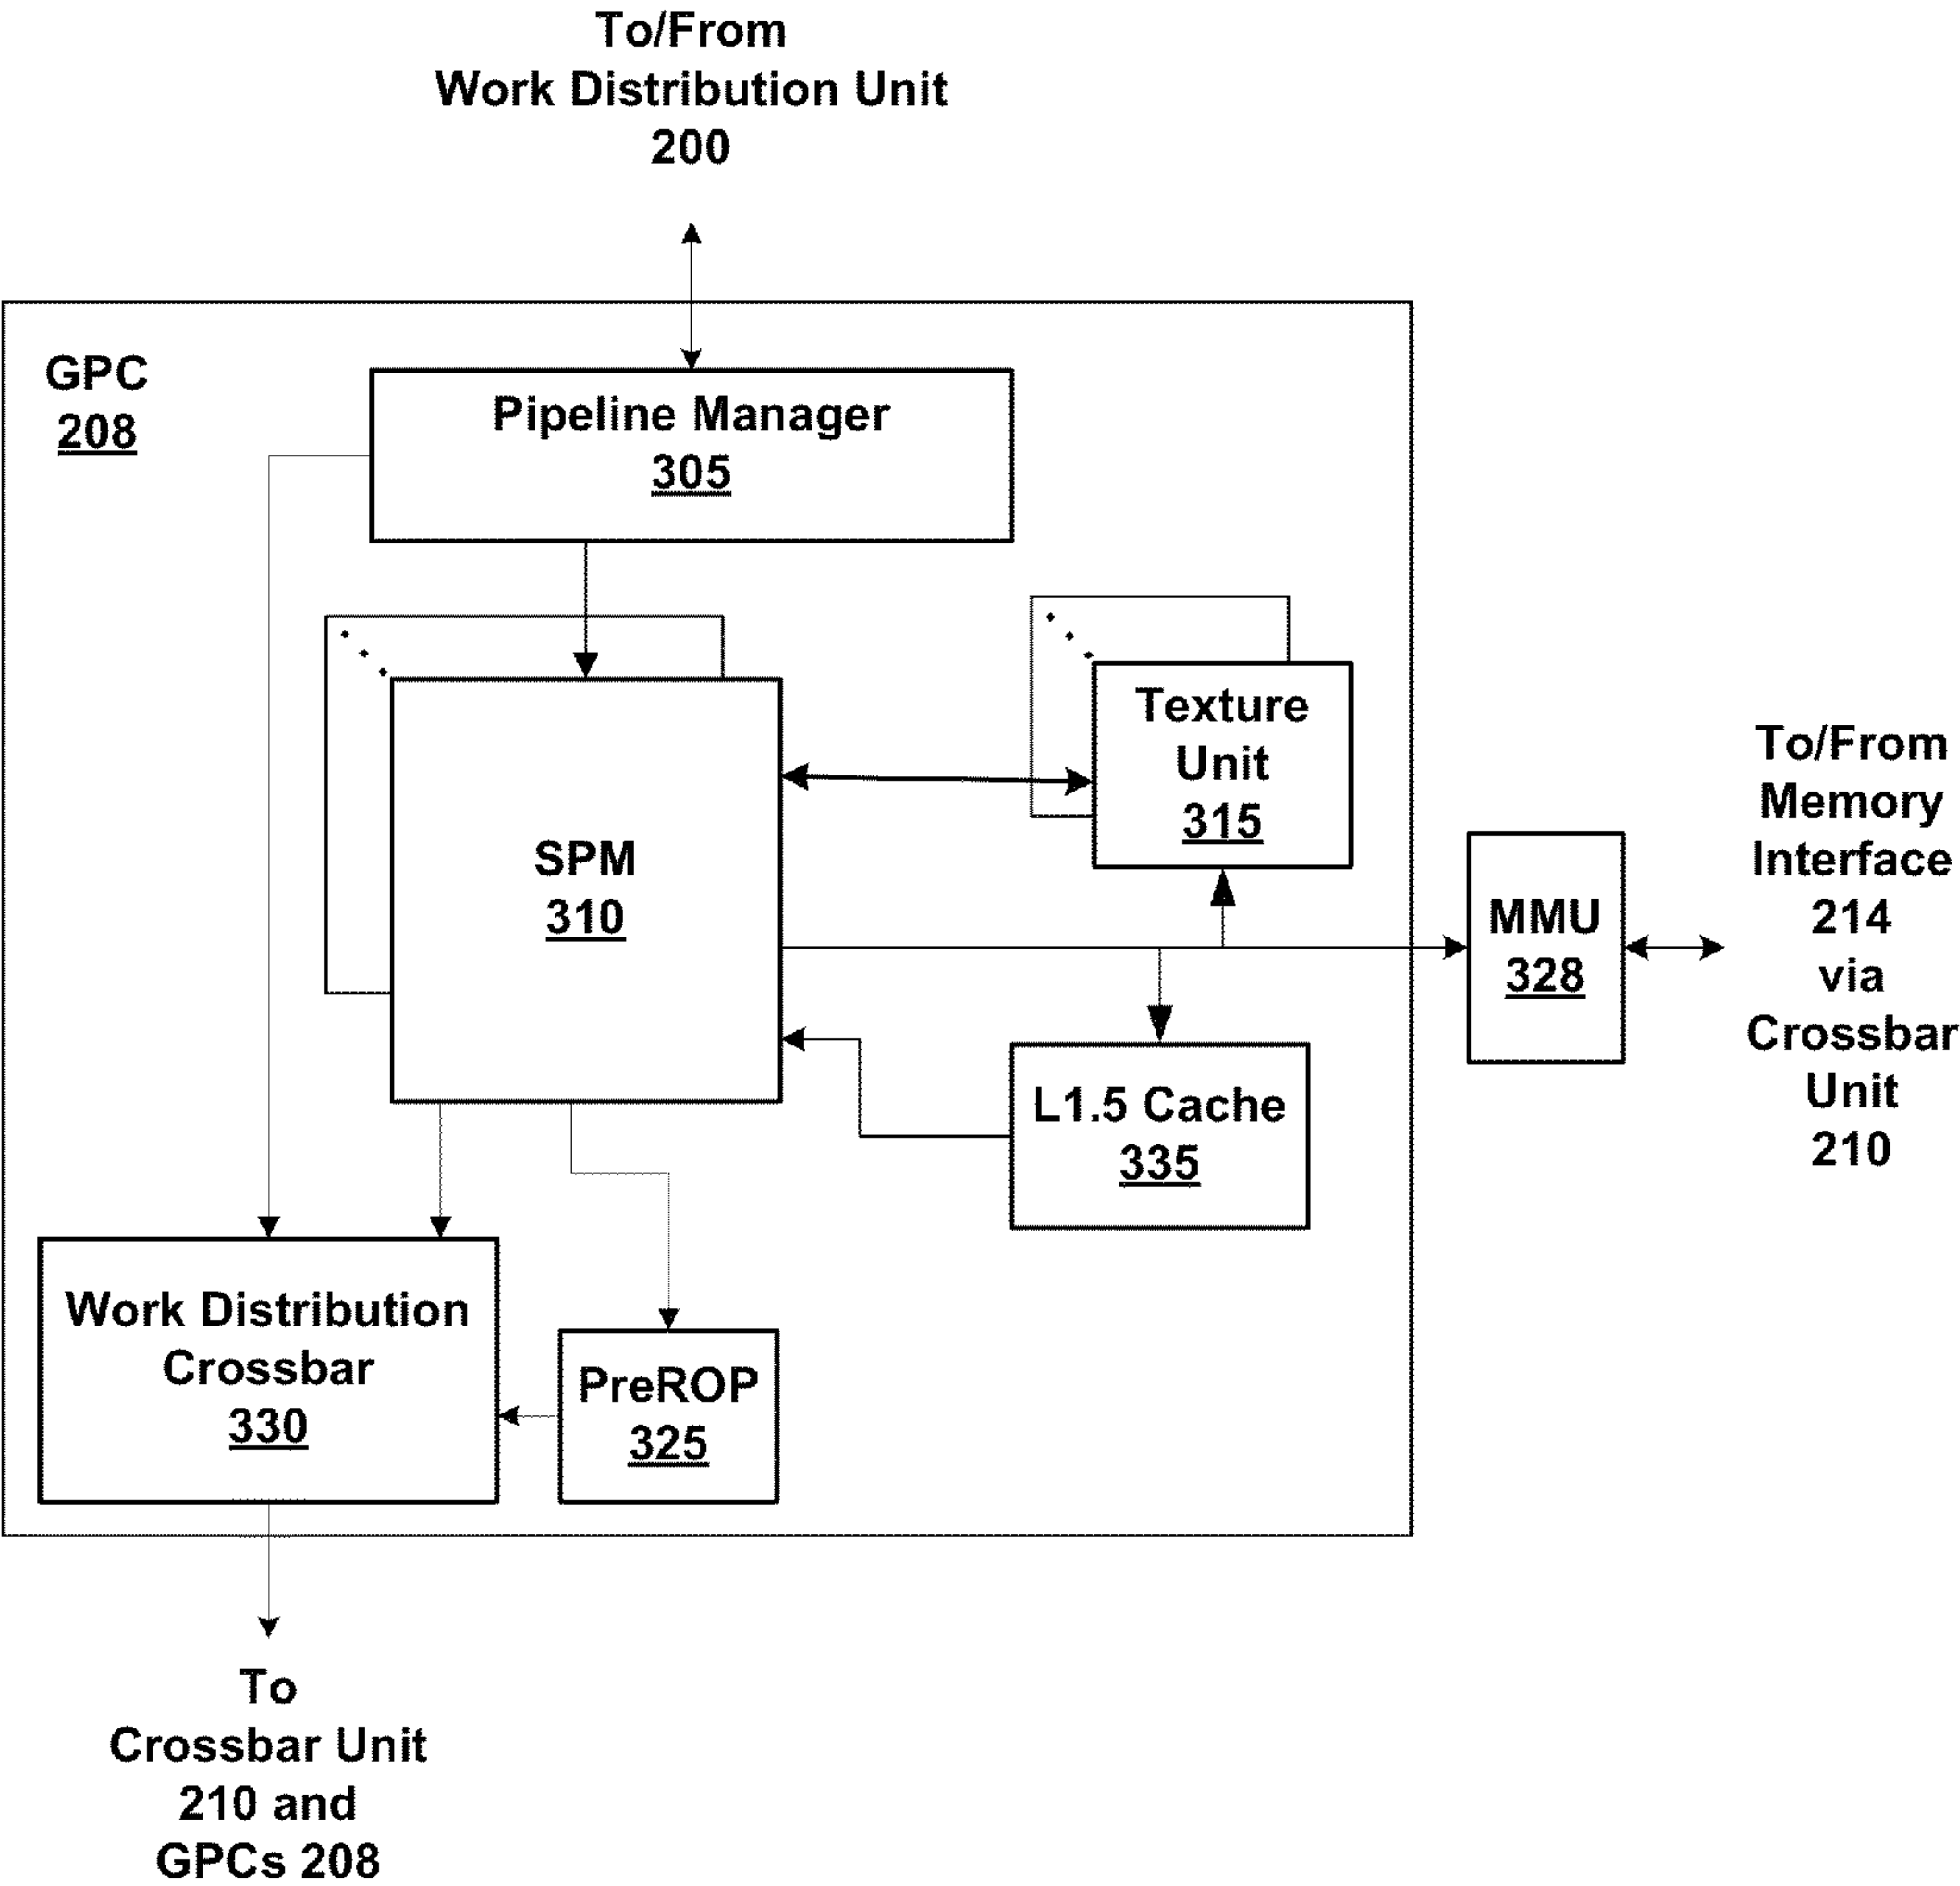 To/From
Work Distribution Unit
200
GPC
208
Pipeline Manager
305
Texture
Unit
315
SPM
310
To/From
Memory
Interface
214
via
Crossbar
Unit
210
MMU
328
L1.5 Cache
335
Work Distribution
Crossbar
330
PreROP
325
To
Crossbar Unit
210 and
GPCs 208